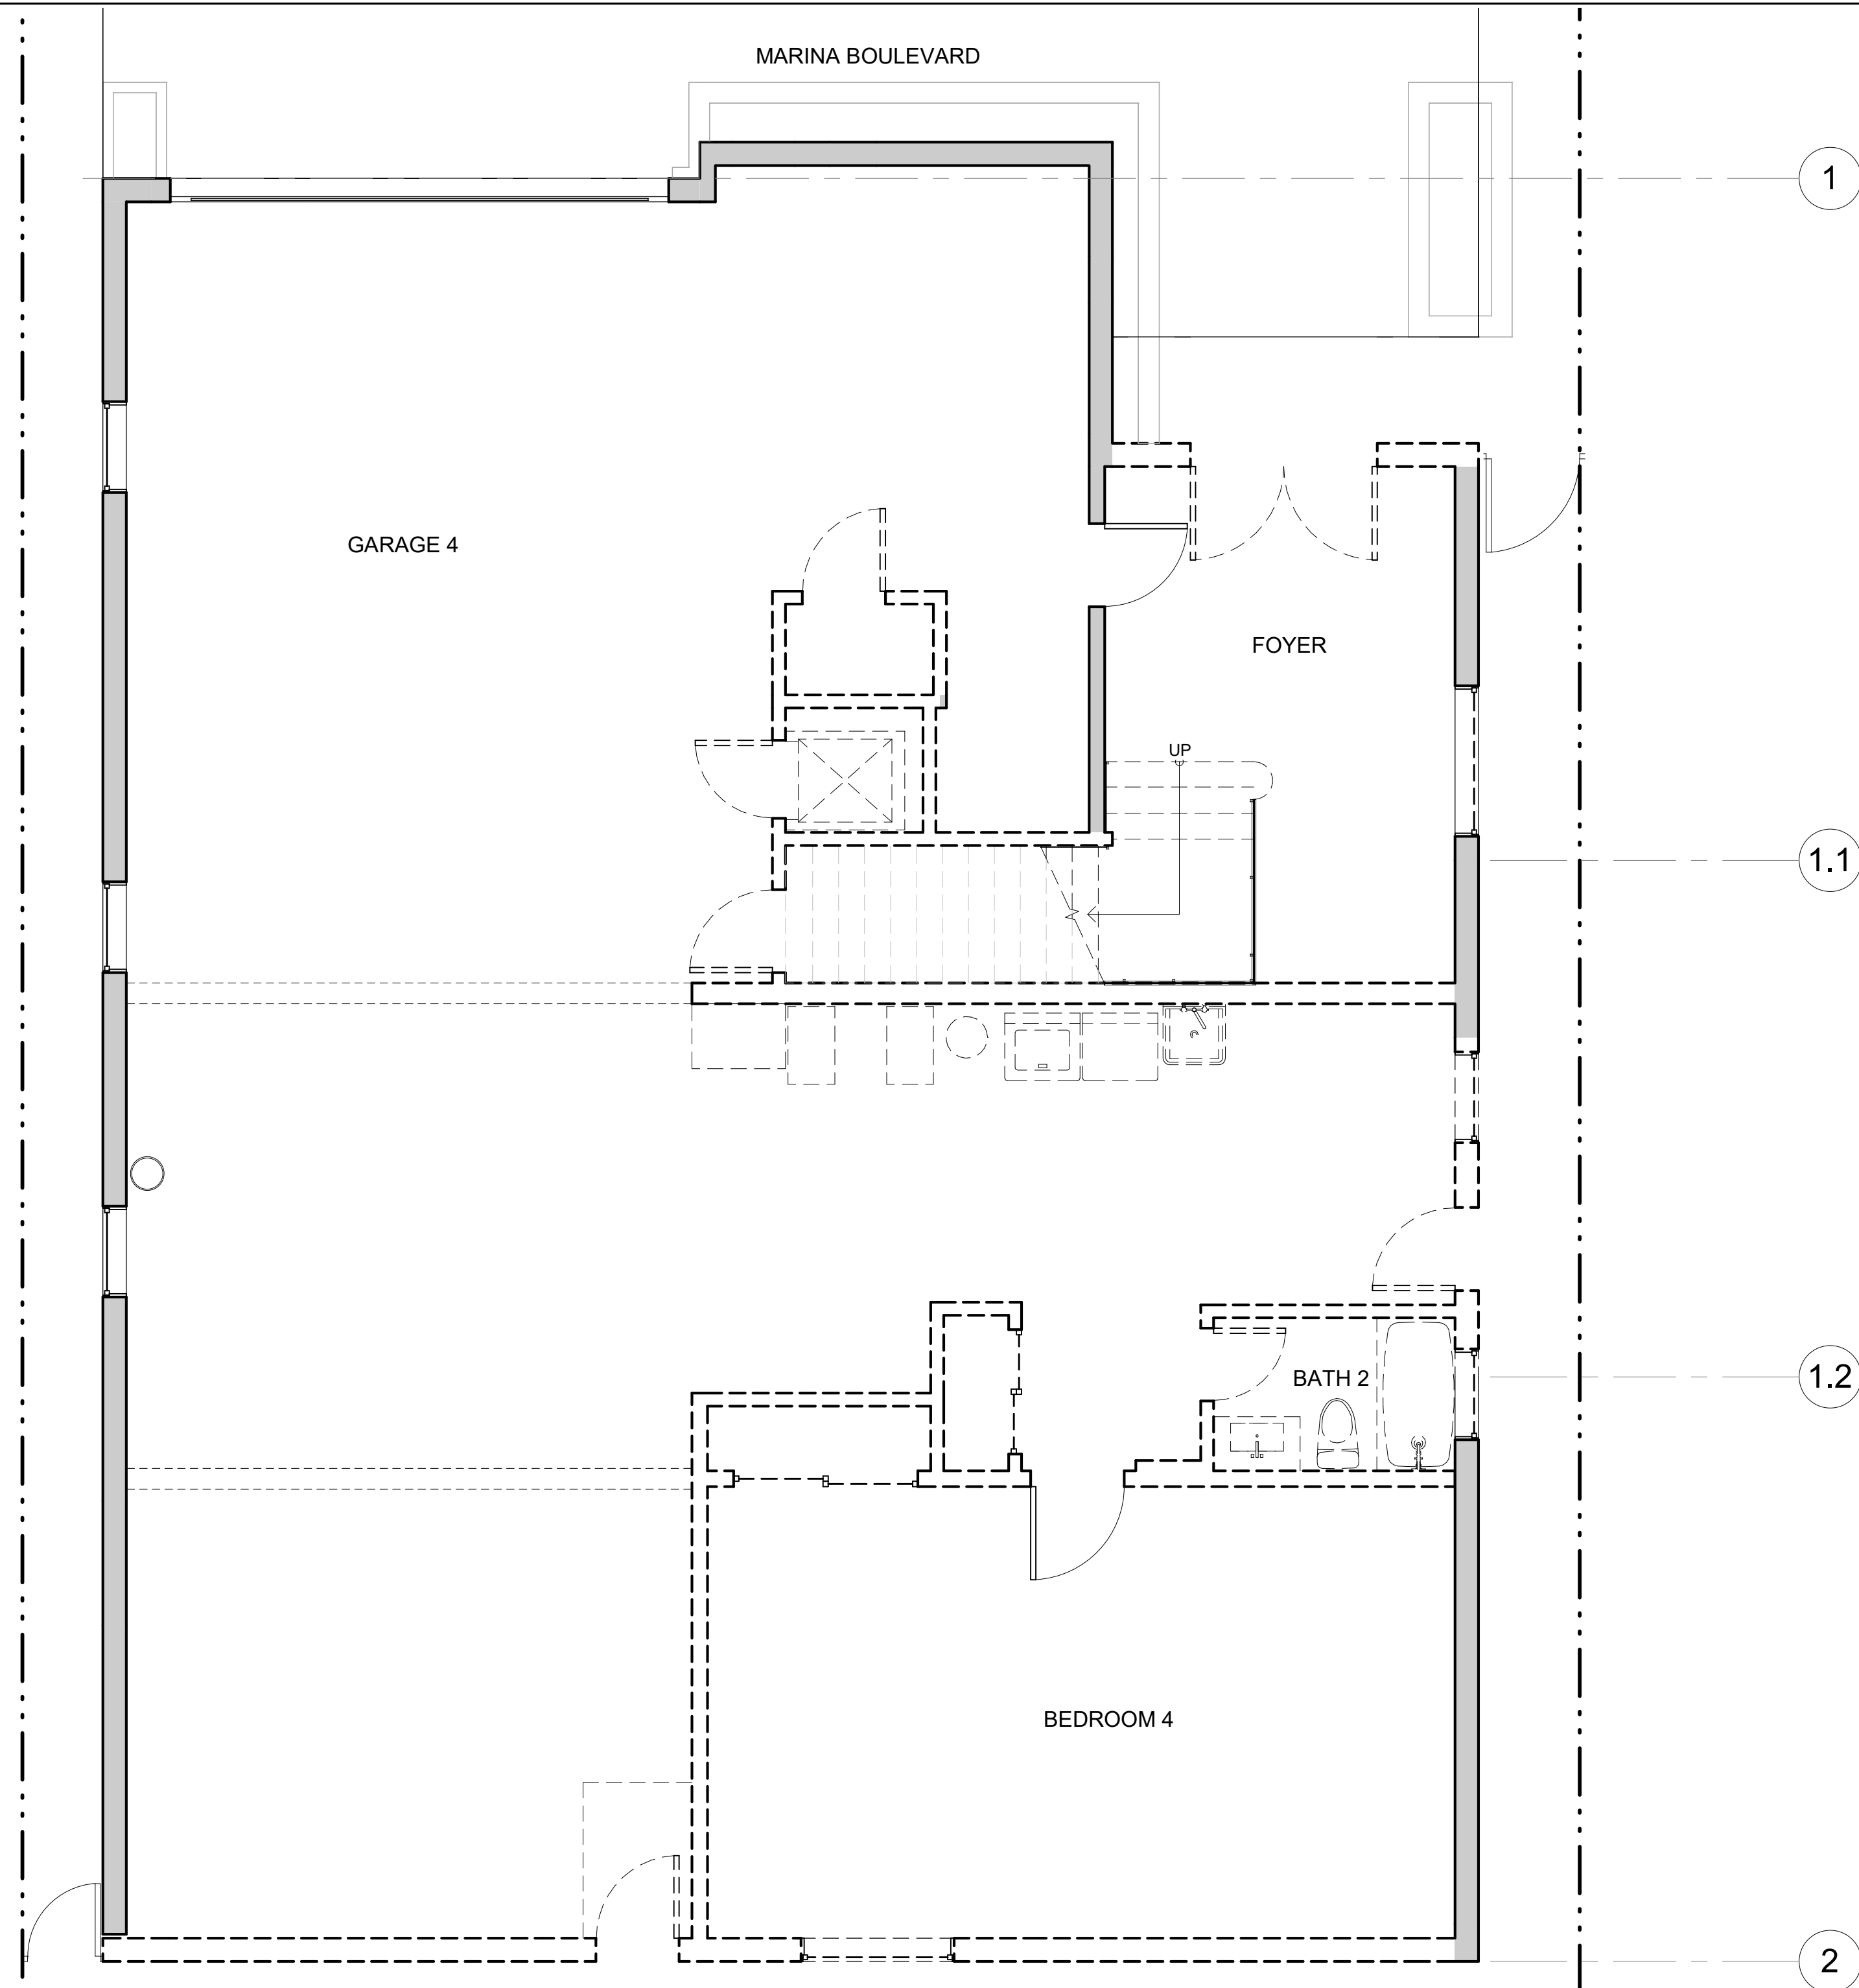 MARINA BOULEVARD
1
GARAGE 4
FOYER
UP
1.1
BATH 2
1.2
BEDROOM 4
2